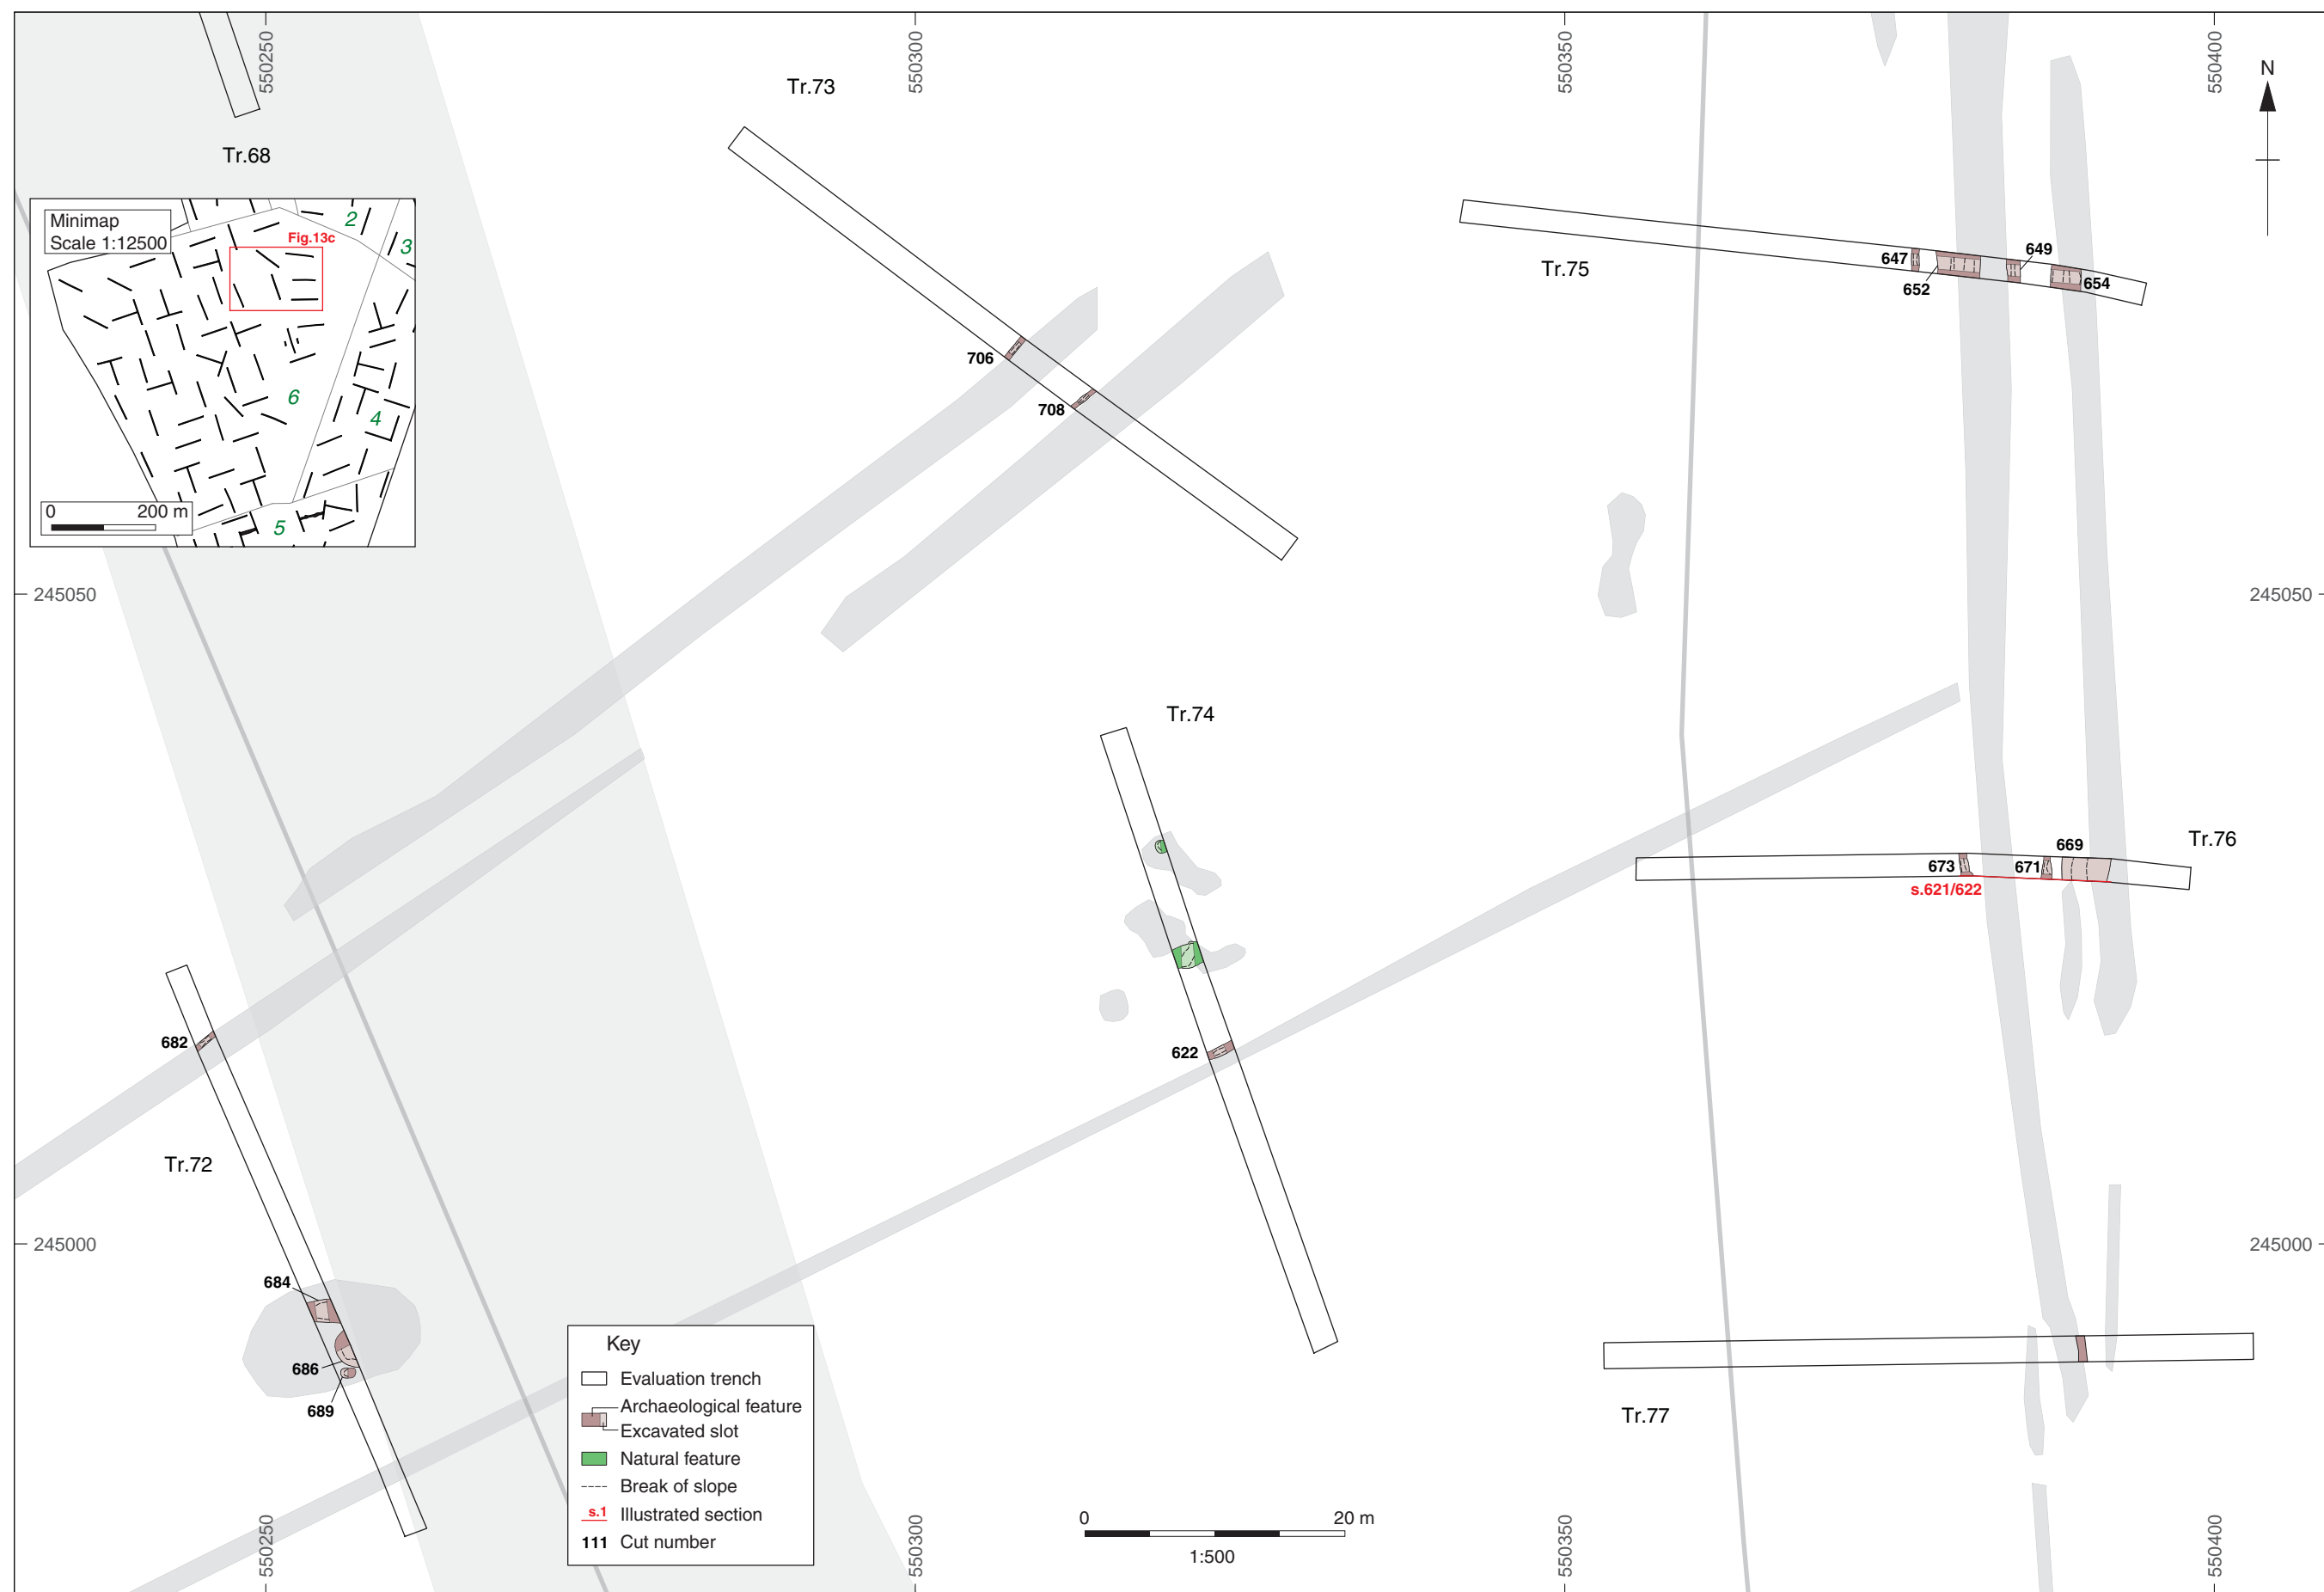 550250
550300
550350
550400
N
Tr.73
Tr.68
Minimap
Scale 1:12500
Fig.13c
2
3
6
4
5
0
200 m
Tr.75
647
652
649
654
706
708
245050
245050
Tr.74
Tr.76
669
673
671
s.621/622
682
622
Tr.72
245000
245000
684
686
689
Tr.77
Key
Evaluation trench
Archaeological feature
Excavated slot
Natural feature
Break of slope
s.1 Illustrated section
111 Cut number
0
20 m
1:500
550250
550300
550350
550400